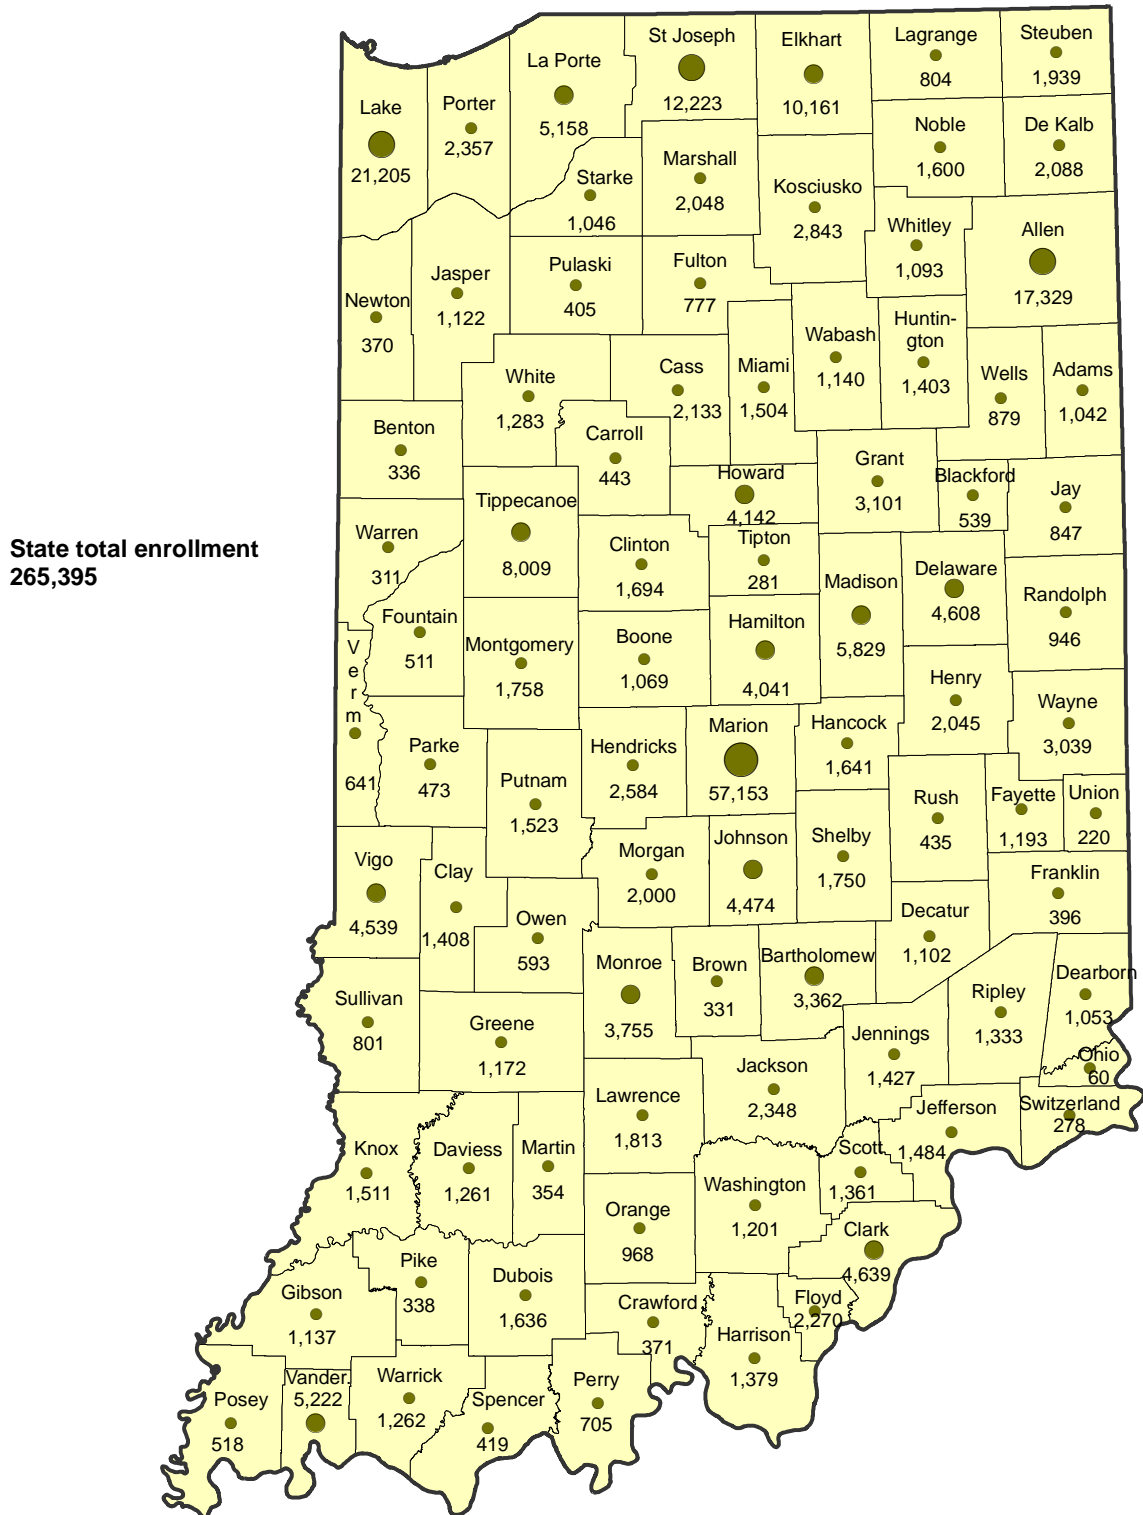 St Joseph
12,223
Elkhart
10,161
Lagrange
804
Steuben
1,939
La Porte
5,158
Lake
21,205
Porter
2,357
Noble
1,600
De Kalb
2,088
Starke
1,046
Marshall
2,048
Kosciusko
2,843
Whitley
1,093
Allen
17,329
Newton
370
Jasper
1,122
Pulaski
405
Fulton
777
Wabash
1,140
Huntin-
gton
1,403
White
1,283
Cass
2,133
Miami
1,504
Wells
879
Adams
1,042
Benton
336
Carroll
443
Howard
4,142
Grant
3,101
Blackford
539
Jay
847
Tippecanoe
8,009
Warren
311
State total enrollment
265,395
Clinton
1,694
Tipton
281
Madison
5,829
Delaware
4,608
Randolph
946
Fountain
511
Montgomery
1,758
Boone
1,069
Hamilton
4,041
V
e
r
m
641
Henry
2,045
Wayne
3,039
Parke
473
Putnam
1,523
Hendricks
2,584
Marion
57,153
Hancock
1,641
Rush
435
Fayette
1,193
Union
220
Vigo
4,539
Clay
1,408
Morgan
2,000
Johnson
4,474
Shelby
1,750
Franklin
396
Owen
593
Decatur
1,102
Monroe
3,755
Brown
331
Bartholomew
3,362
Dearborn
1,053
Sullivan
801
Greene
1,172
Ripley
1,333
Jennings
1,427
Ohio
60
Jackson
2,348
Lawrence
1,813
Jefferson
1,484
Switzerland
278
Knox
1,511
Daviess
1,261
Martin
354
Scott
1,361
Washington
1,201
Orange
968
Clark
4,639
Pike
338
Dubois
1,636
Gibson
1,137
Crawford
371
Floyd
2,270
Harrison
1,379
Posey
518
Vander.
5,222
Warrick
1,262
Spencer
419
Perry
705